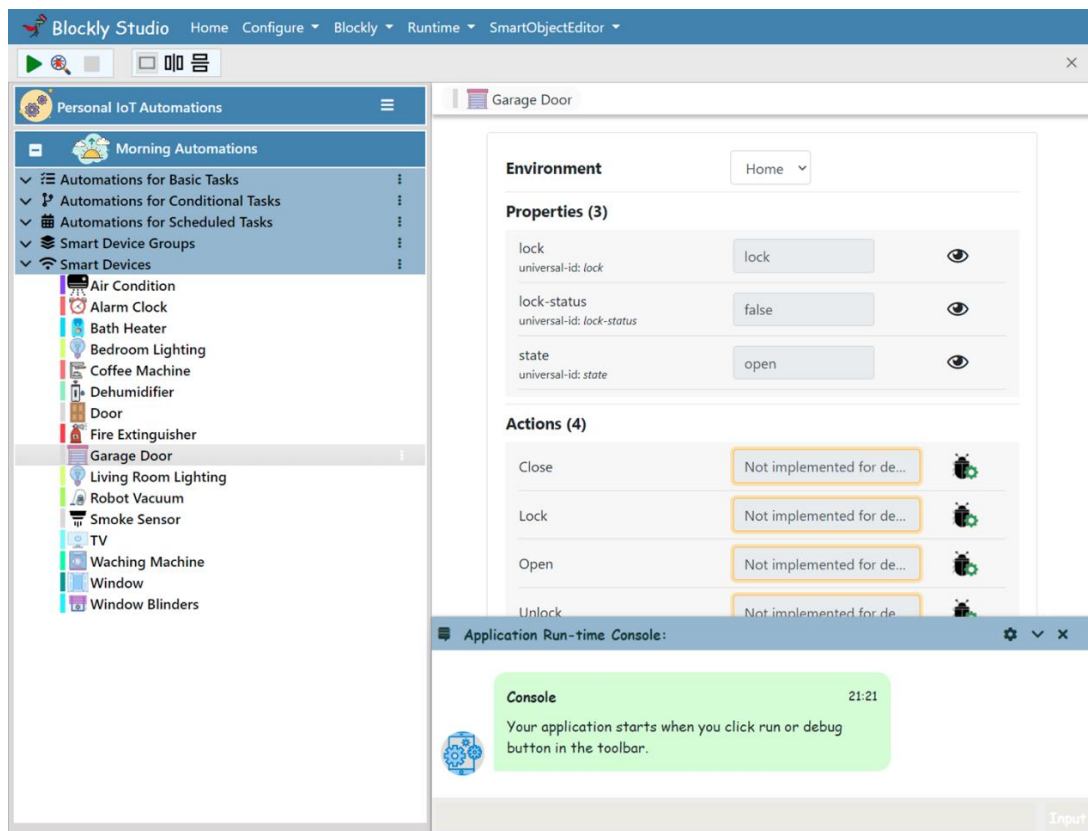 Blockly Studio Home Configure Blockly Runtime SmartObjectEditor
Personal IoT Automations
Morning Automations
Automations for Basic Tasks
Automations for Conditional Tasks
Automations for Scheduled Tasks
Smart Device Groups
Smart Devices
Air Condition
Alarm Clock
Bath Heater
Bedroom Lighting
Coffee Machine
Dehumidifier
Door
Fire Extinguisher
Garage Door
Living Room Lighting
Robot Vacuum
Smoke Sensor
TV
Waching Machine
Window
Window Blinders
Garage Door
Environment Home
Properties (3)
lock
universal-id: lock
lock
lock-status
universal-id: lock-status
false
state
universal-id: state
open
Actions (4)
Close Not implemented for de...
Lock Not implemented for de...
Open Not implemented for de...
Unlock Not implemented for de...
Application Run-time Console:
Console 21:21
Your application starts when you click run or debug
button in the toolbar.
Input